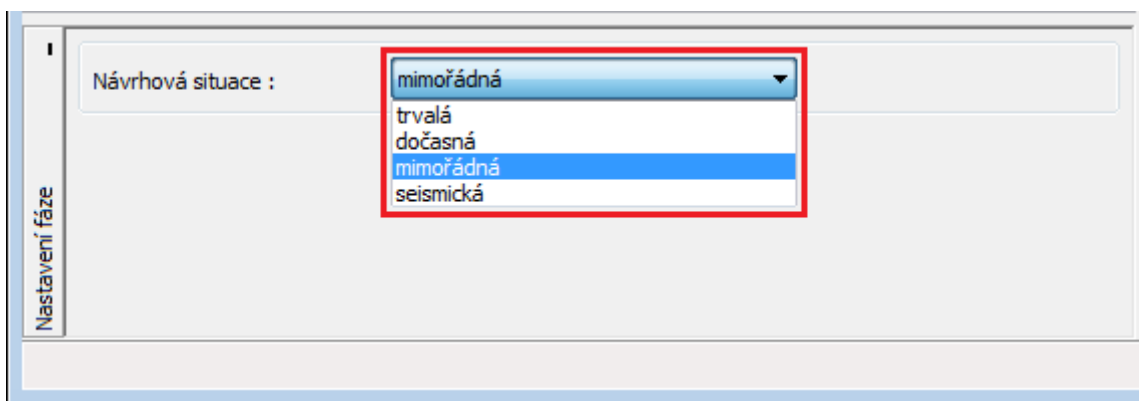 Návrhová situace :
mimořádná
trvalá
dočasná
mimořádná
seismická
Nastavení fáze